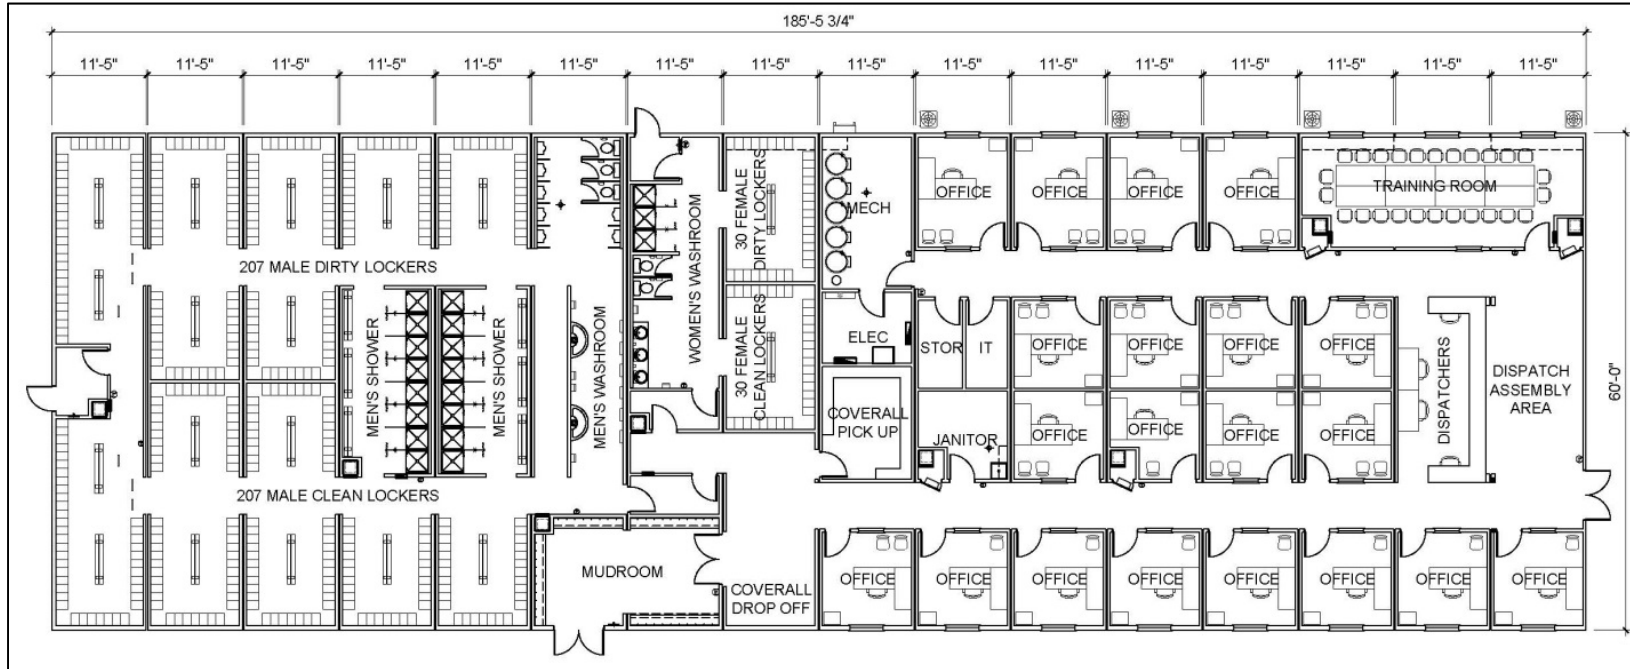 185'-5 3/4"
11'-5" 11'-5" 11'-5" 11'-5" 11'-5" 11'-5" 11'-5" 11'-5" 11'-5" 11'-5" 11'-5" 11'-5" 11'-5" 11'-5" 11'-5" 11'-5"
OFFICE OFFICE OFFICE OFFICE
TRAINING ROOM
MECH
30 FEMALE
DIRTY LOCKERS
WOMEN'S WASHROOM
207 MALE DIRTY LOCKERS
MEN'S SHOWER
MEN'S SHOWER
MEN'S WASHROOM
30 FEMALE
CLEAN LOCKERS
ELEC
STOR IT
OFFICE OFFICE OFFICE OFFICE
DISPATCHERS
DISPATCH
ASSEMBLY
AREA
60'-0"
COVERALL
PICK UP
JANITOR
OFFICE OFFICE OFFICE OFFICE
207 MALE CLEAN LOCKERS
MUDROOM
COVERALL
DROP OFF
OFFICE OFFICE OFFICE OFFICE OFFICE OFFICE OFFICE OFFICE